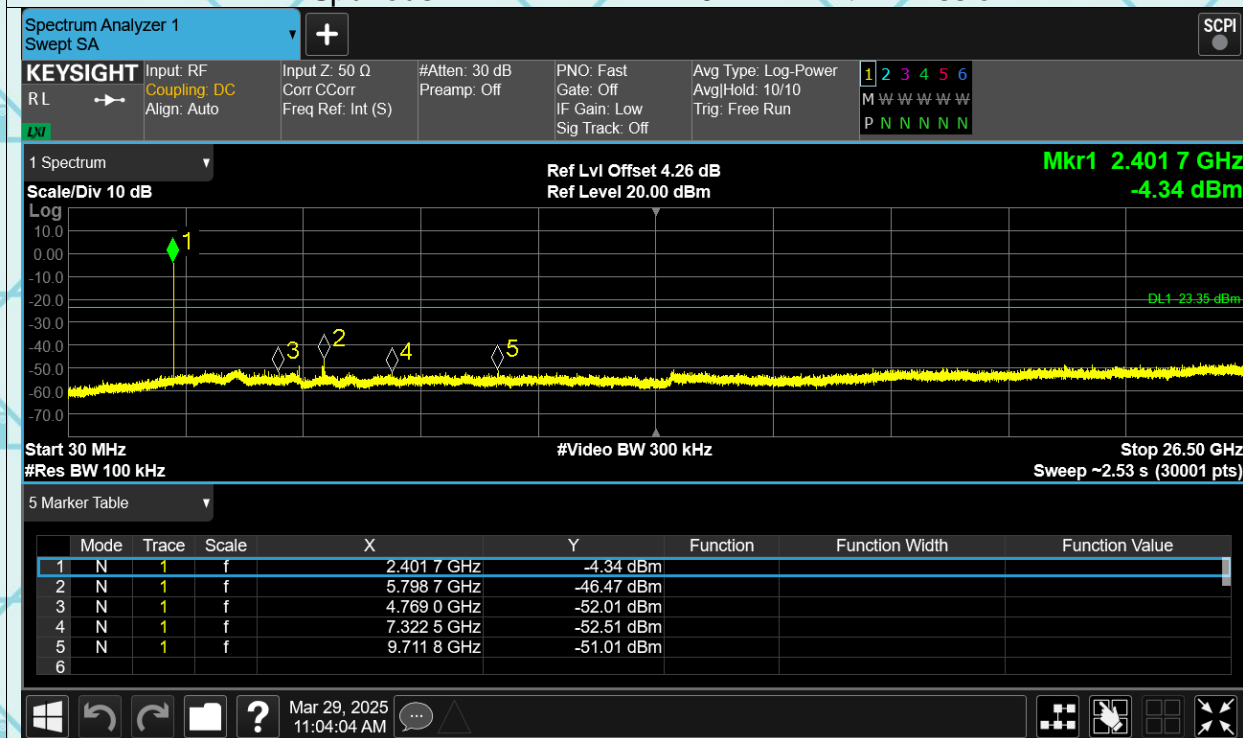 Spectrum Analyzer 1
Swept SA
+
SCPI
KEYSIGHT
R L
LXI
Input: RF
Coupling: DC
Align: Auto
Input Z: 50 Ω
Corr CCorr
Freq Ref: Int (S)
#Atten: 30 dB
Preamp: Off
PNO: Fast
Gate: Off
IF Gain: Low
Sig Track: Off
Avg Type: Log-Power
Avg|Hold: 10/10
Trig: Free Run
1 2 3 4 5 6
M W W W W W W
P N N N N N N
1 Spectrum
Scale/Div 10 dB
Ref Lvl Offset 4.26 dB
Ref Level 20.00 dBm
Mkr1 2.401 7 GHz
-4.34 dBm
Log
10.0
0.00
-10.0
-20.0
-30.0
-40.0
-50.0
-60.0
-70.0
1
3
2
4
5
DL1 -23.35 dBm
Start 30 MHz
#Video BW 300 kHz
Stop 26.50 GHz
#Res BW 100 kHz
Sweep ~2.53 s (30001 pts)
5 Marker Table
Mode Trace Scale X Y Function Function Width Function Value
1 N 1 f 2.401 7 GHz -4.34 dBm
2 N 1 f 5.798 7 GHz -46.47 dBm
3 N 1 f 4.769 0 GHz -52.01 dBm
4 N 1 f 7.322 5 GHz -52.51 dBm
5 N 1 f 9.711 8 GHz -51.01 dBm
6
?
Mar 29, 2025
11:04:04 AM